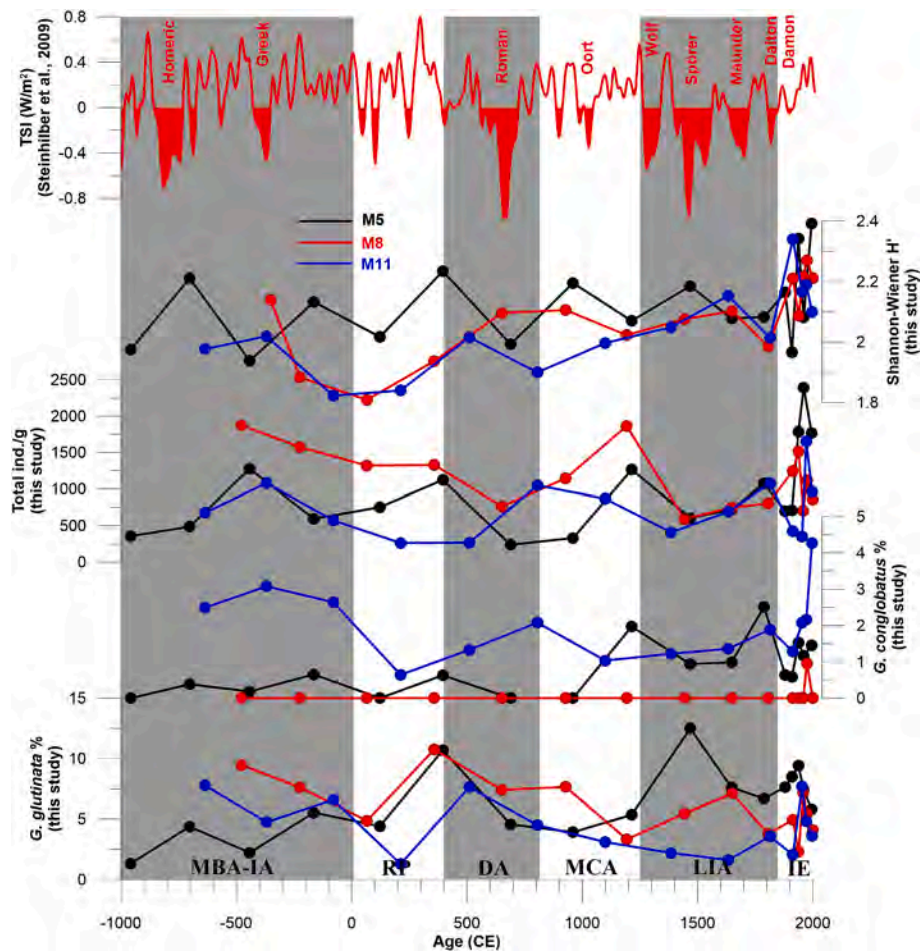 Homeric
Greek
Roman
Oort
Wolf
Spörer
Maunder
Dalton
Damon
TSI (W/m²)
(Steinhilber et al., 2009)
0.8
0.4
0
-0.4
-0.8
M5
M8
M11
2.4
2.2
2
1.8
Shannon-Wiener H'
2500
2000
1500
1000
500
0
Total ind./g
(this study)
5
4
3
2
1
0
G. conglobatus %
(this study)
15
10
5
0
G. glutinata %
(this study)
MBA-IA
RP
DA
MCA
LIA
IE
-1000
-500
0
500
1000
1500
2000
Age (CE)